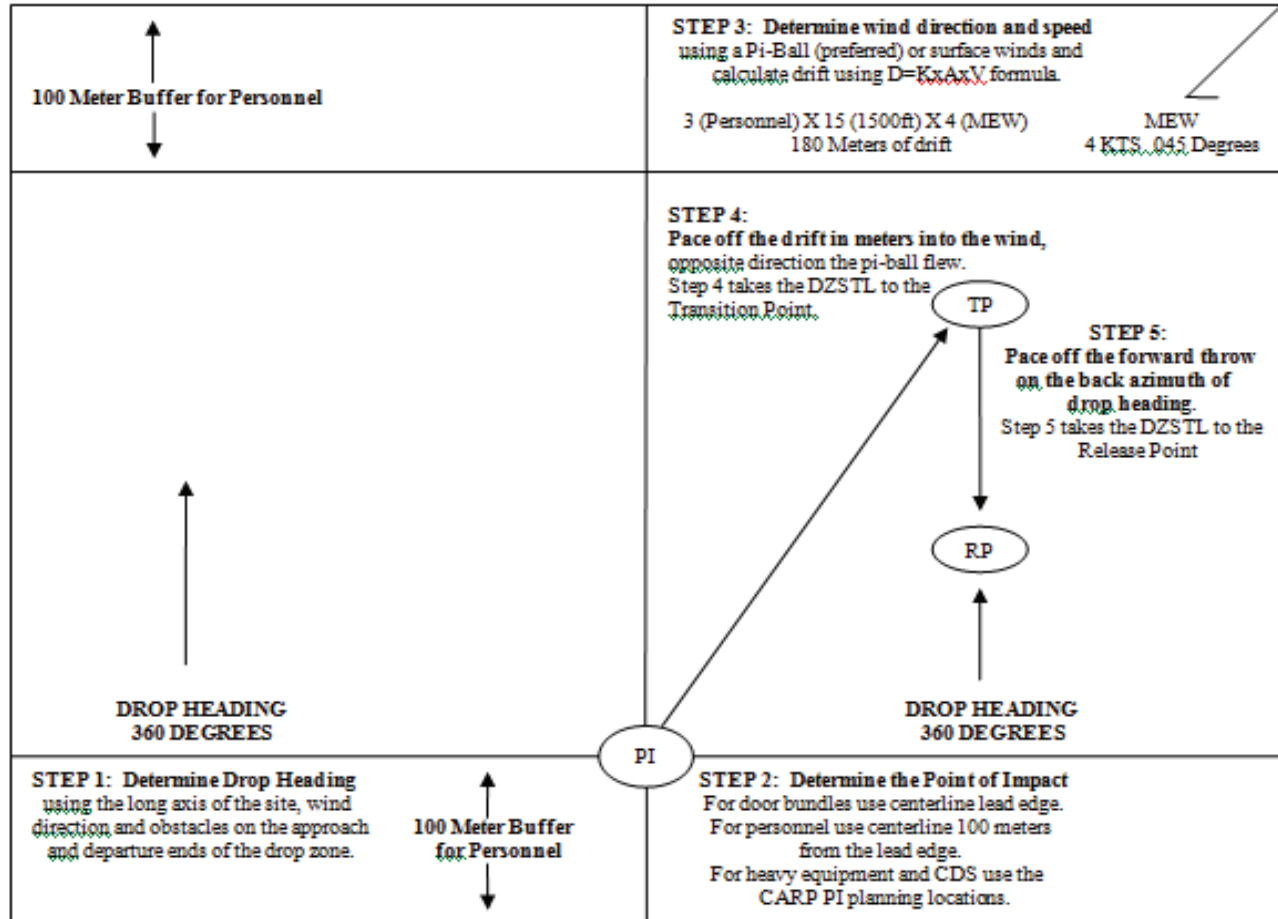 100 Meter Buffer for Personnel
STEP 3:  Determine wind direction and speed
using a Pi-Ball (preferred) or surface winds and
calculate drift using D=KxAxV formula.
3 (Personnel) X 15 (1500ft) X 4 (MEW)
180 Meters of drift
MEW
4 KTS  045 Degrees
STEP 4:
Pace off the drift in meters into the wind,
opposite direction the pi-ball flew.
Step 4 takes the DZSTL to the
Transition Point.
TP
STEP 5:
Pace off the forward throw
on the back azimuth of
drop heading.
Step 5 takes the DZSTL to the
Release Point
RP
DROP HEADING
360 DEGREES
DROP HEADING
360 DEGREES
PI
STEP 1:  Determine Drop Heading
using the long axis of the site, wind
direction and obstacles on the approach
and departure ends of the drop zone.
100 Meter Buffer
for Personnel
STEP 2:  Determine the Point of Impact
For door bundles use centerline lead edge.
For personnel use centerline 100 meters
from the lead edge.
For heavy equipment and CDS use the
CARP PI planning locations.